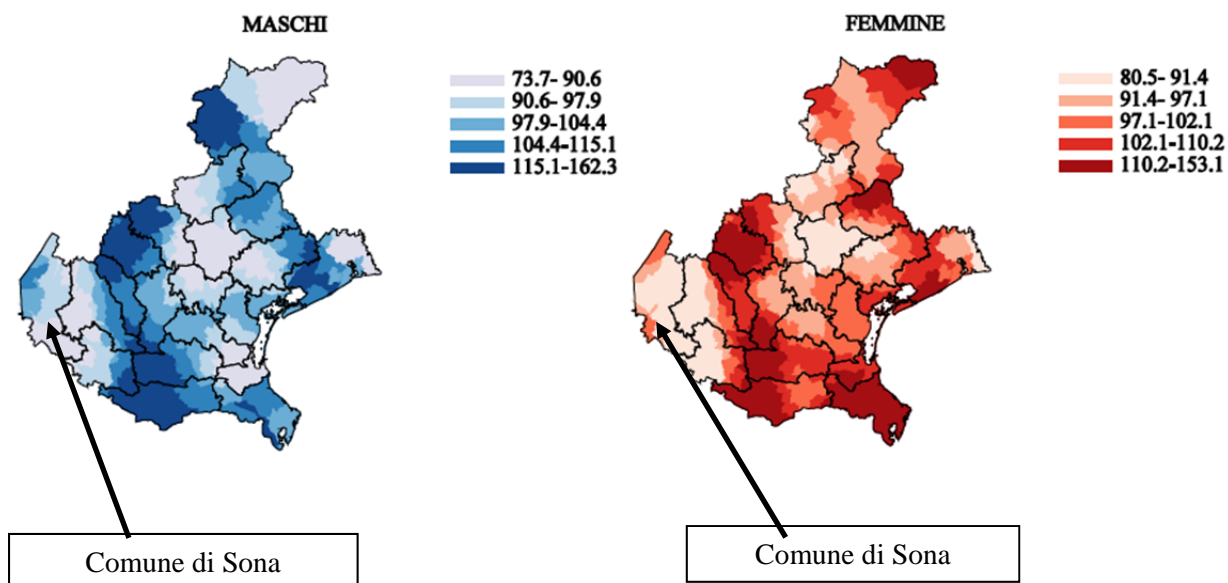 MASCHI
73.7- 90.6
90.6- 97.9
97.9-104.4
104.4-115.1
115.1-162.3
Comune di Sona
FEMMINE
80.5- 91.4
91.4- 97.1
97.1-102.1
102.1-110.2
110.2-153.1
Comune di Sona